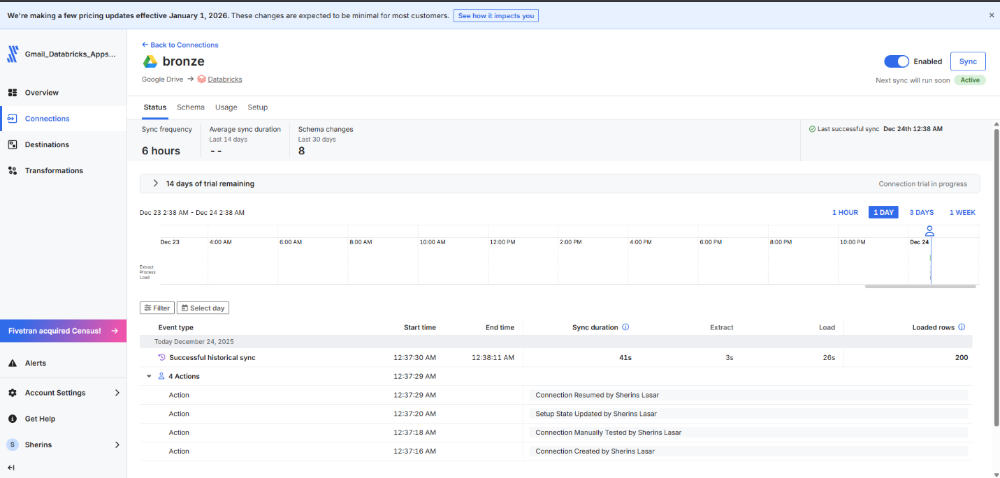 We're making a few pricing updates effective January 1, 2026. These changes are expected to be minimal for most customers. See how it impacts you
Gmail_Databricks_Apps...
Overview
Connections
Destinations
Transformations
Fivetran acquired Census!
Alerts
Account Settings
Get Help
S Sherins
Back to Connections
bronze
Google Drive Databricks
Enabled Sync
Next sync will run soon Active
Status Schema Usage Setup
Sync frequency
6 hours
Average sync duration
Last 14 days
- -
Schema changes
Last 30 days
8
Last successful sync Dec 24th 12:38 AM
14 days of trial remaining Connection trial in progress
Dec 23 2:38 AM - Dec 24 2:38 AM 1 HOUR 1 DAY 3 DAYS 1 WEEK
Dec 23 4:00 AM 6:00 AM 8:00 AM 10:00 AM 12:00 PM 2:00 PM 4:00 PM 6:00 PM 8:00 PM 10:00 PM Dec 24
Extract
Process
Load
Filter Select day
Event type Start time End time Sync duration Extract Load Loaded rows
Today December 24, 2025
Successful historical sync 12:37:30 AM 12:38:11 AM 41s 3s 26s 200
4 Actions 12:37:29 AM
Action 12:37:29 AM Connection Resumed by Sherins Lasar
Action 12:37:20 AM Setup State Updated by Sherins Lasar
Action 12:37:18 AM Connection Manually Tested by Sherins Lasar
Action 12:37:16 AM Connection Created by Sherins Lasar